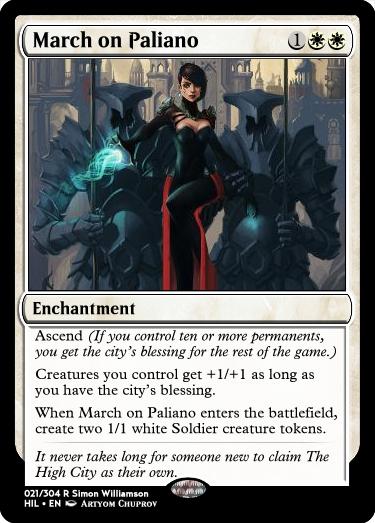 March on Paliano 1
Enchantment
Ascend (If you control ten or more permanents,
you get the city's blessing for the rest of the game.)
Creatures you control get +1/+1 as long as
you have the city's blessing.
When March on Paliano enters the battlefield,
create two 1/1 white Soldier creature tokens.
It never takes long for someone new to claim The
High City as their own.
021/304 R Simon Williamson
HIL • EN Artyom Chuprov